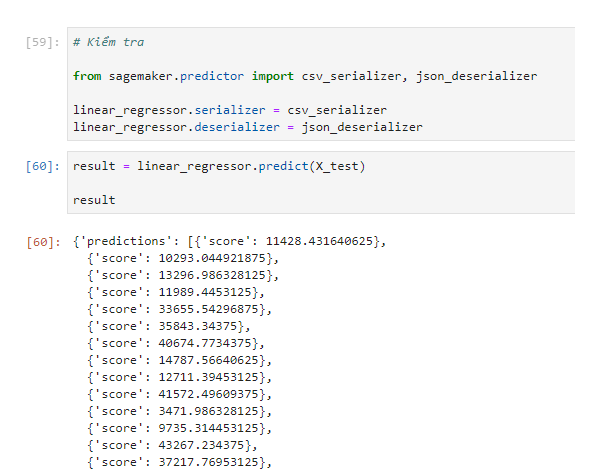 [59]: # Kiểm tra
from sagemaker.predictor import csv_serializer, json_deserializer
linear_regressor.serializer = csv_serializer
linear_regressor.deserializer = json_deserializer
[60]: result = linear_regressor.predict(X_test)
result
[60]: {'predictions': [{'score': 11428.431640625},
{'score': 10293.044921875},
{'score': 13296.986328125},
{'score': 11989.4453125},
{'score': 33655.54296875},
{'score': 35843.34375},
{'score': 40674.7734375},
{'score': 14787.56640625},
{'score': 12711.39453125},
{'score': 41572.49609375},
{'score': 3471.986328125},
{'score': 9735.314453125},
{'score': 43267.234375},
{'score': 37217.76953125},